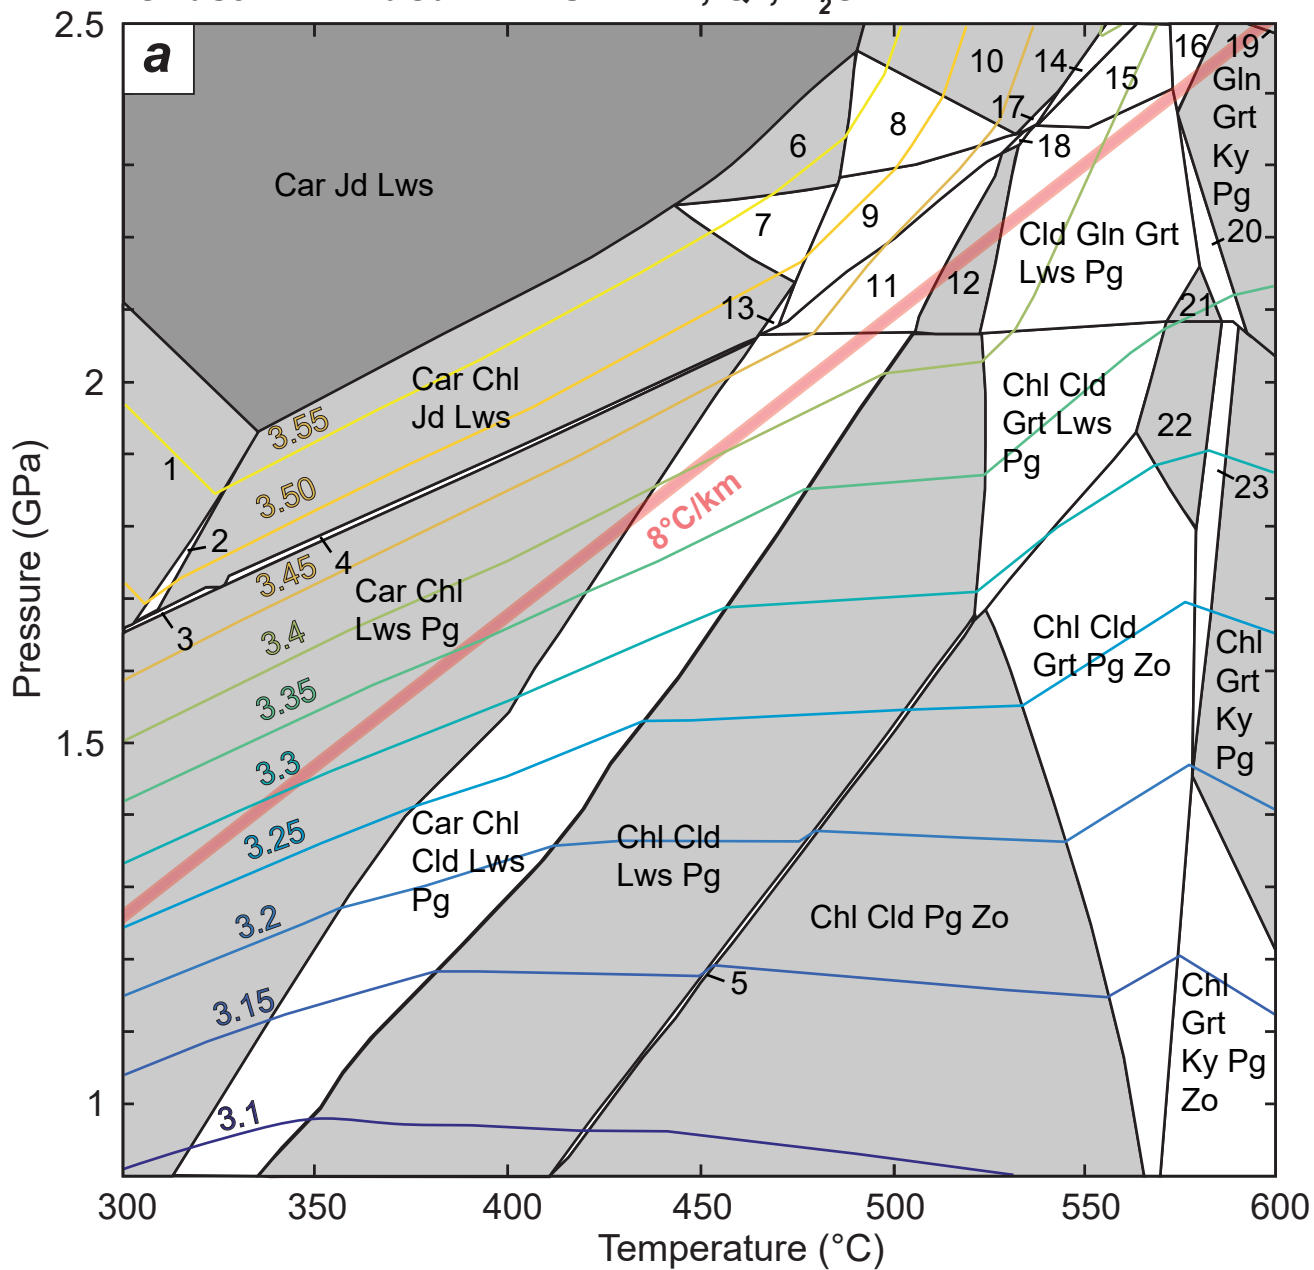 a
2.5
2
1.5
1
Pressure (GPa)
300
350
400
450
500
550
600
Temperature (°C)
Car Jd Lws
Car Chl
Jd Lws
Car Chl
Lws Pg
Car Chl
Cld Lws
Pg
Chl Cld
Lws Pg
Chl Cld Pg Zo
Chl Cld
Grt Pg Zo
Chl Cld
Grt Lws
Pg
Cld Gln Grt
Lws Pg
Gln
Grt
Ky
Pg
Chl
Grt
Ky
Pg
Chl
Grt
Ky Pg
Zo
8°C/km
3.55
3.50
3.45
3.4
3.35
3.3
3.25
3.2
3.15
3.1
1
2
3
4
5
6
7
8
9
10
11
12
13
14
15
16
17
18
19
20
21
22
23